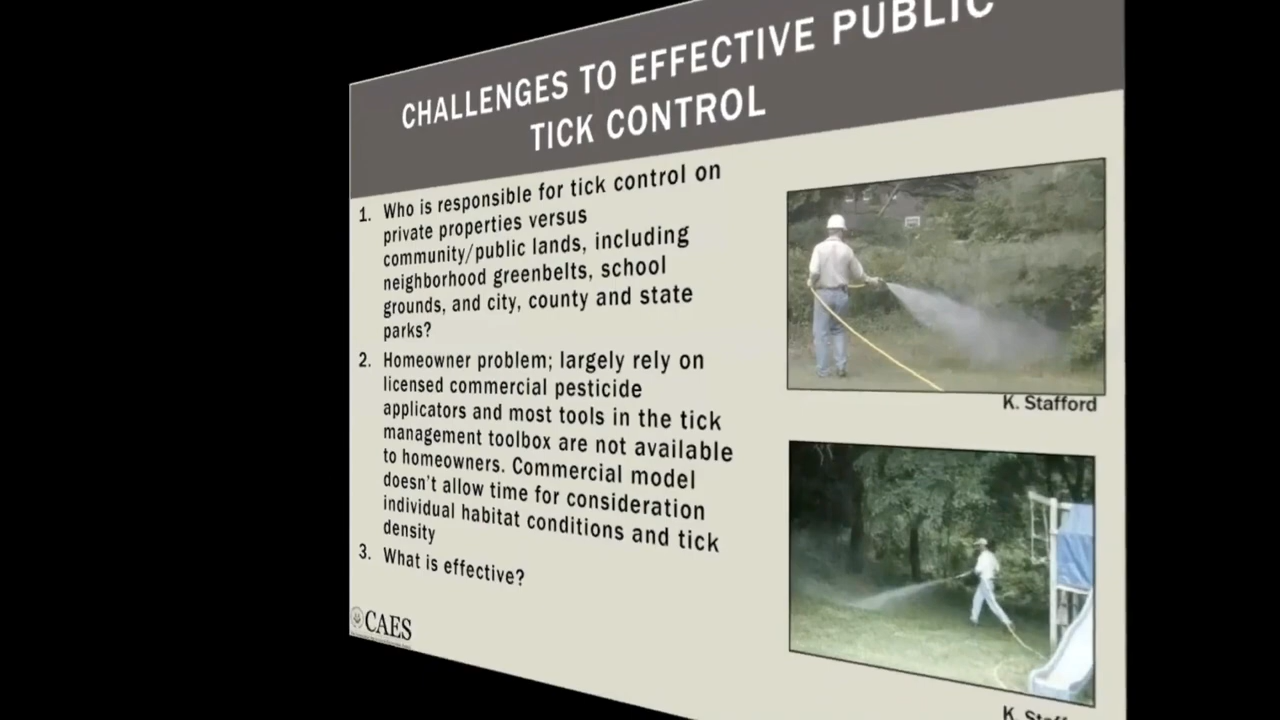 CHALLENGES TO EFFECTIVE PUBLIC
TICK CONTROL
1. Who is responsible for tick control on
private properties versus
community/public lands, including
neighborhood greenbelts, school
grounds, and city, county and state
parks?
2. Homeowner problem; largely rely on
licensed commercial pesticide
applicators and most tools in the tick
management toolbox are not available
to homeowners. Commercial model
doesn't allow time for consideration
individual habitat conditions and tick
density
3. What is effective?
CAES
K. Stafford
K. Staff